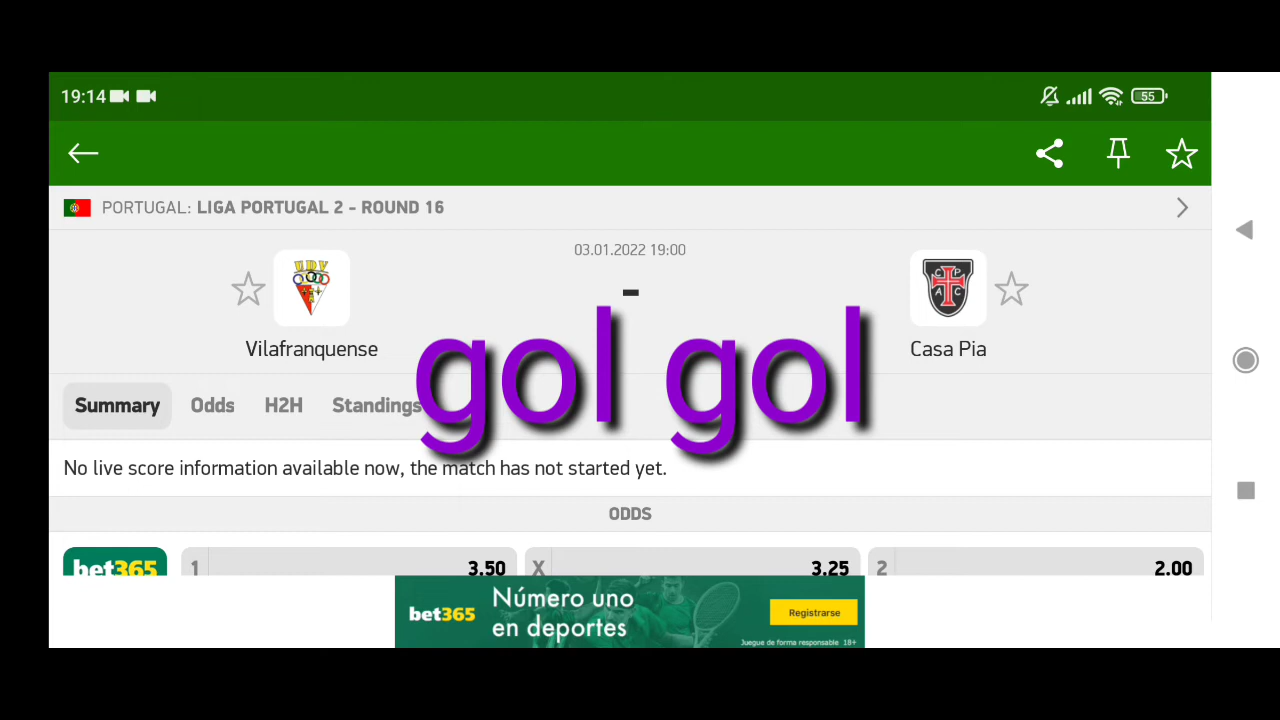 19:14
55
PORTUGAL: LIGA PORTUGAL 2 - ROUND 16
03.01.2022 19:00
-
UDV
C P
A C
Vilafranquense
Casa Pia
gol gol
Summary Odds H2H Standings
No live score information available now, the match has not started yet.
ODDS
bet365 1 3.50 X 3.25 2 2.00
bet365
Número uno
en deportes
Registrarse
Juegue de forma responsable 18+